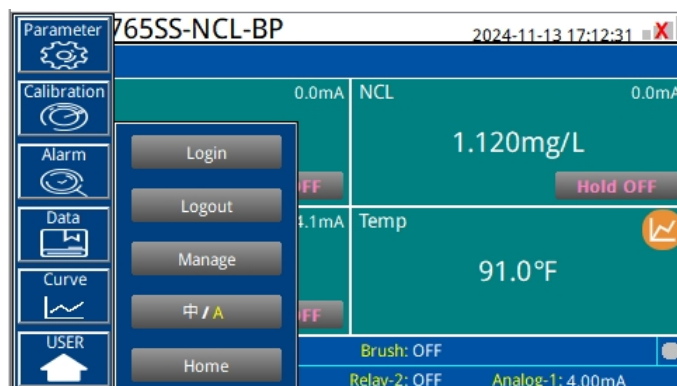 Parameter
765SS-NCL-BP
2024-11-13 17:12:31
Calibration
0.0mA
NCL
0.0mA
1.120mg/L
Alarm
Login
OFF
Hold OFF
Logout
Data
4.1mA
Temp
Manage
91.0°F
Curve
中/A
OFF
USER
Brush: OFF
Home
Relay-2: OFF
Analog-1: 4.00mA